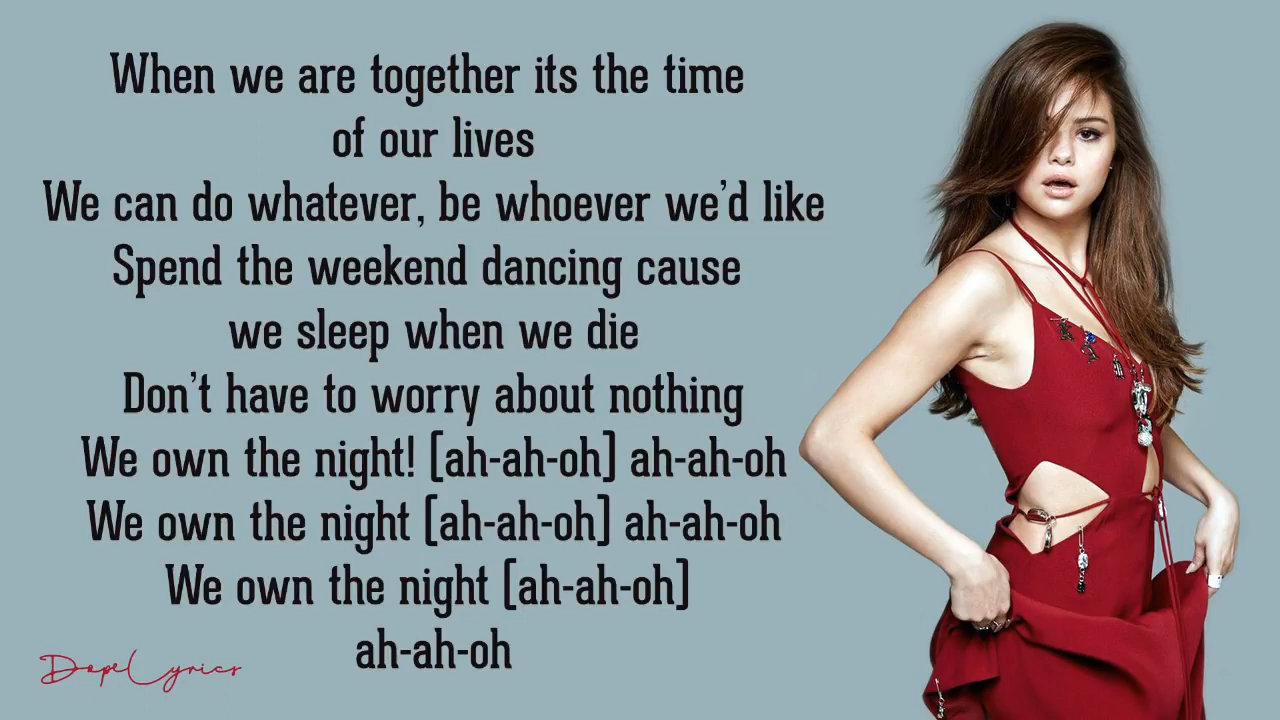 When we are together its the time
of our lives
We can do whatever, be whoever we'd like
Spend the weekend dancing cause
we sleep when we die
Don't have to worry about nothing
We own the night! [ah-ah-oh] ah-ah-oh
We own the night [ah-ah-oh] ah-ah-oh
We own the night [ah-ah-oh]
ah-ah-oh
DopeLyrics